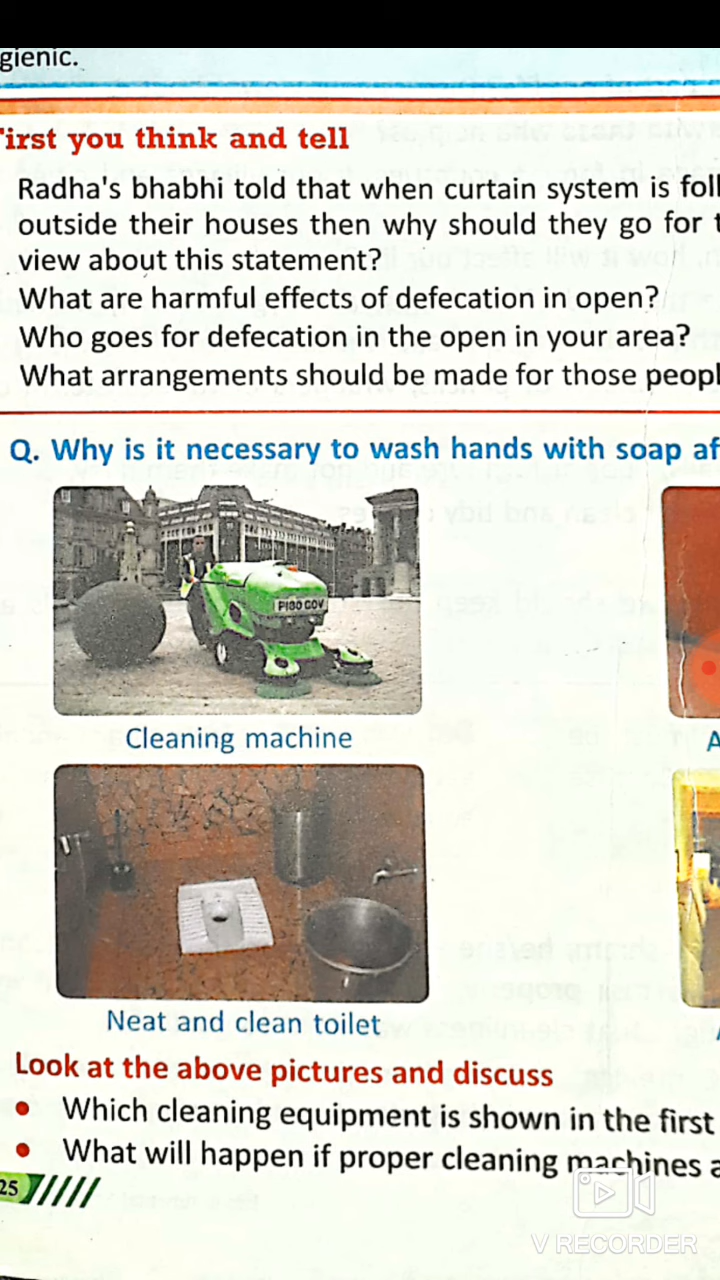 gienic.
First you think and tell
Radha's bhabhi told that when curtain system is foll
outside their houses then why should they go for t
view about this statement?
What are harmful effects of defecation in open?
Who goes for defecation in the open in your area?
What arrangements should be made for those peopl
Q. Why is it necessary to wash hands with soap af
P180 GOV
Cleaning machine
A
Neat and clean toilet
Look at the above pictures and discuss
• Which cleaning equipment is shown in the first
• What will happen if proper cleaning machines a
25
V RECORDER